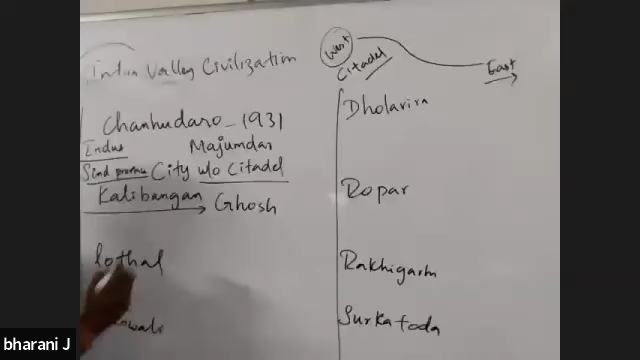 Indus Valley Civilization
Chanhudaro - 1931
Indus Majumdar
Sind City w/o Citadel
Kalibangan → Ghosh
lothal
West
Citadel
East
Dholavira
Ropar
Rakhigarh
Surkatoda
bharani J